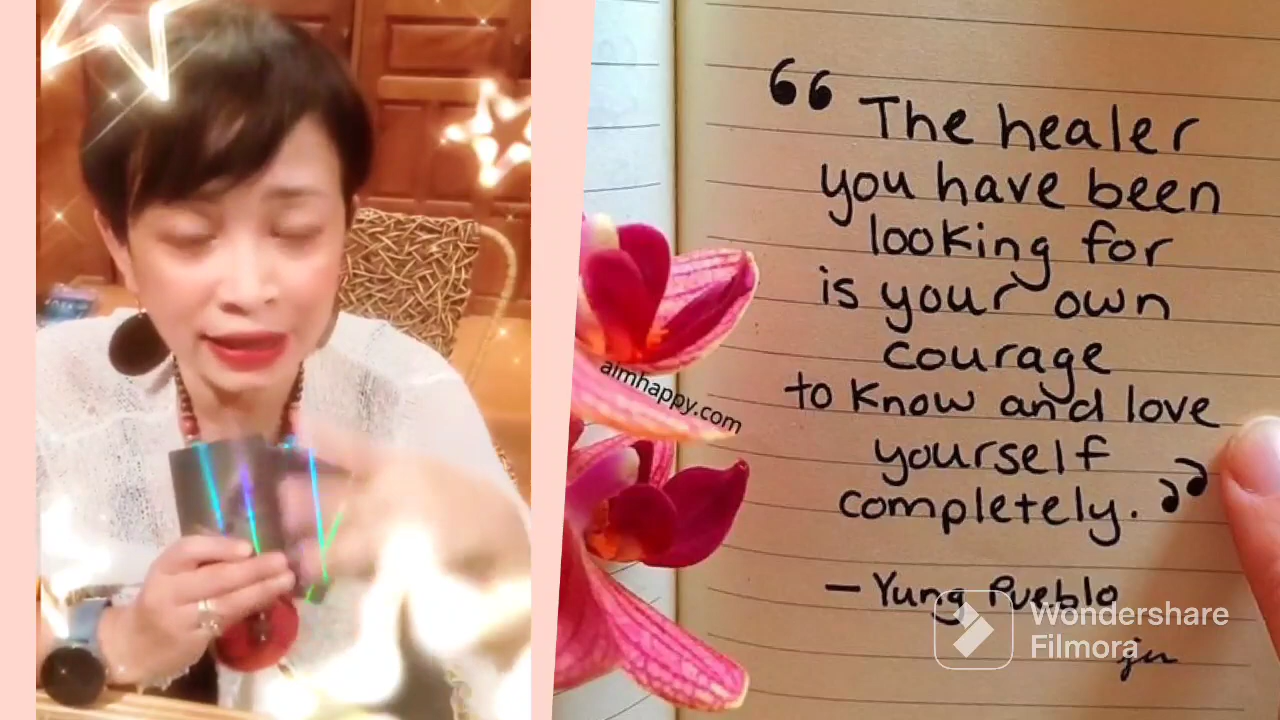 “ The healer
you have been
looking for
is your own
courage
to know and love
yourself
completely. ”
— Yung Pueblo
aimhappy.com
Wondershare
Filmora